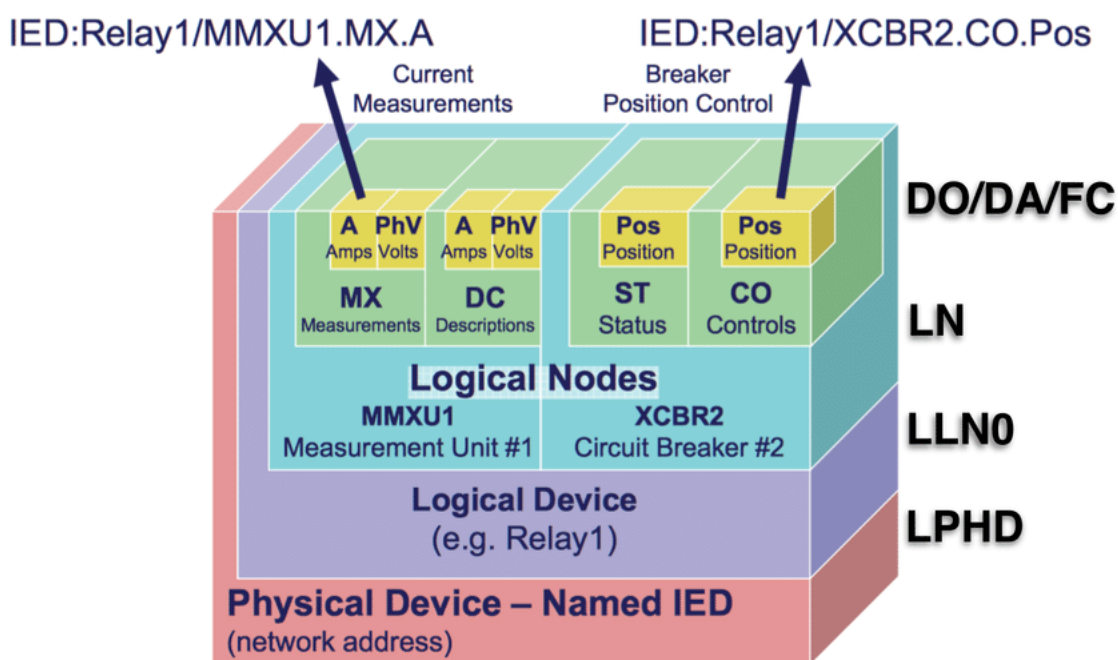 IED:Relay1/MMXU1.MX.A
IED:Relay1/XCBR2.CO.Pos
Current
Measurements
Breaker
Position Control
A PhV
Amps Volts
A PhV
Amps Volts
Pos
Position
Pos
Position
MX
Measurements
DC
Descriptions
ST
Status
CO
Controls
Logical Nodes
MMXU1
Measurement Unit #1
XCBR2
Circuit Breaker #2
Logical Device
(e.g. Relay1)
Physical Device – Named IED
(network address)
DO/DA/FC
LN
LLN0
LPHD